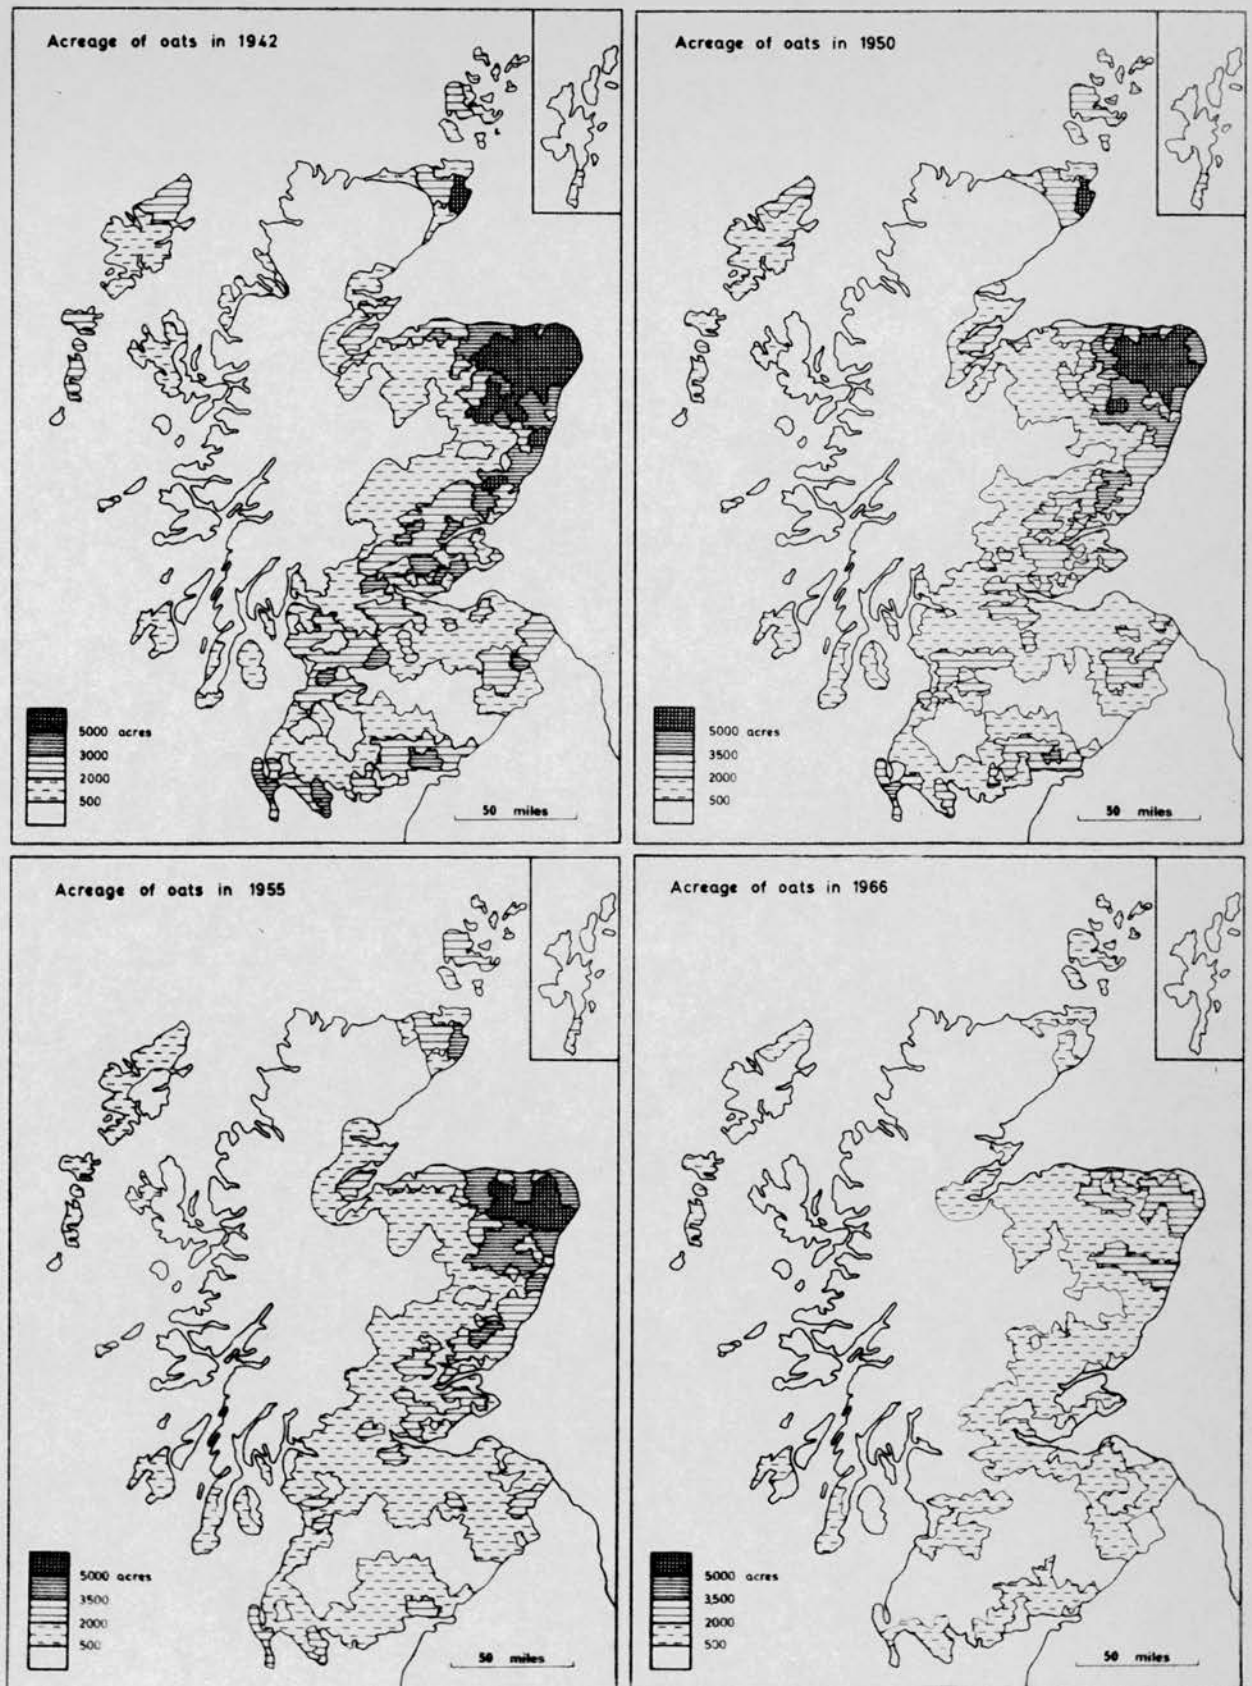 Acreage of oats in 1942
5000 acres
3000
2000
500
50 miles
Acreage of oats in 1950
5000 acres
3500
2000
500
50 miles
Acreage of oats in 1955
5000 acres
3500
2000
500
50 miles
Acreage of oats in 1966
5000 acres
3500
2000
500
50 miles